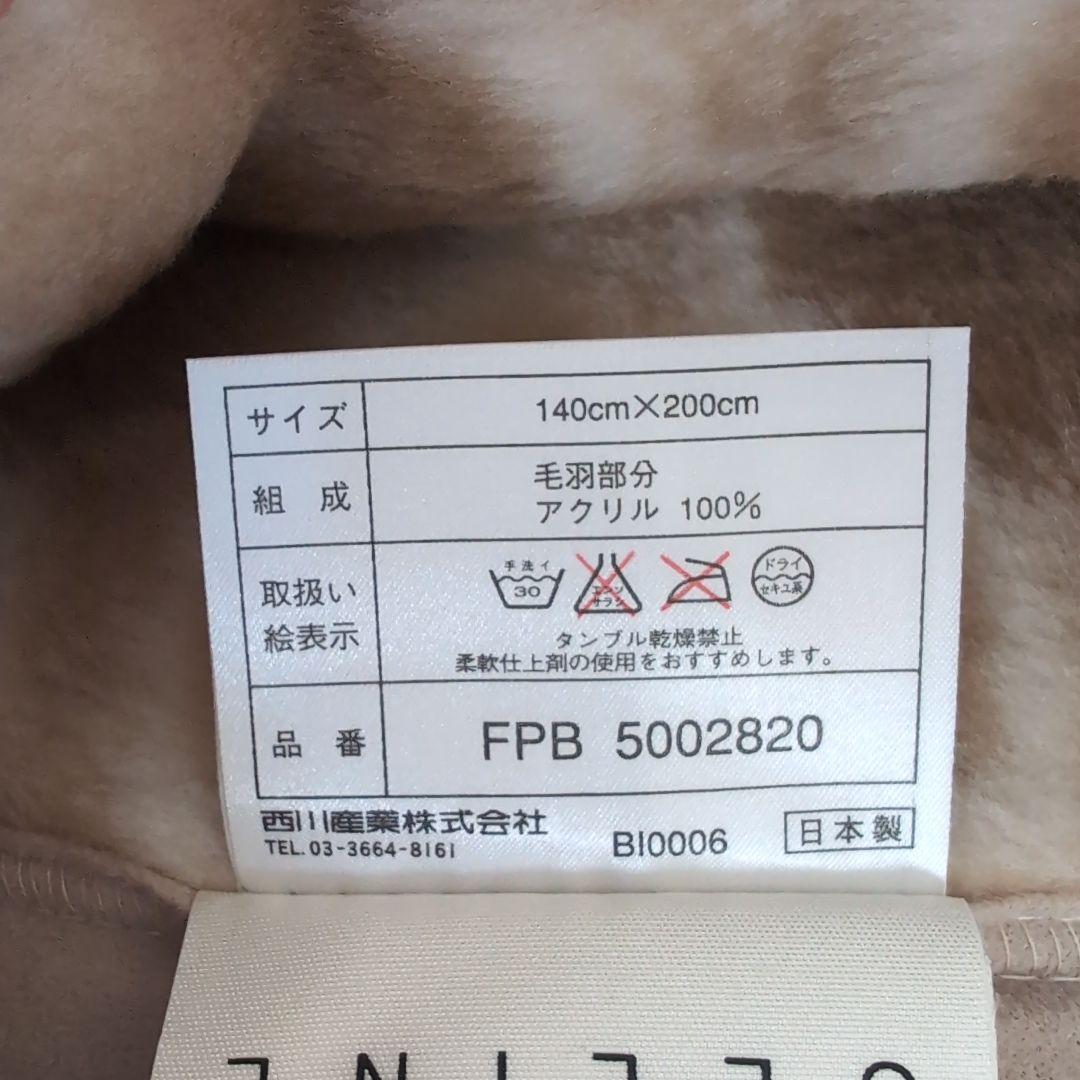 サイズ 140cm×200cm
組成 毛羽部分
アクリル 100%
取扱い
絵表示
手洗イ
30
エンソ
サラシ
ドライ
セキユ系
タンブル乾燥禁止
柔軟仕上剤の使用をおすすめします。
品番 FPB 5002820
西川産業株式会社
TEL.03-3664-8161
BI0006
日本製